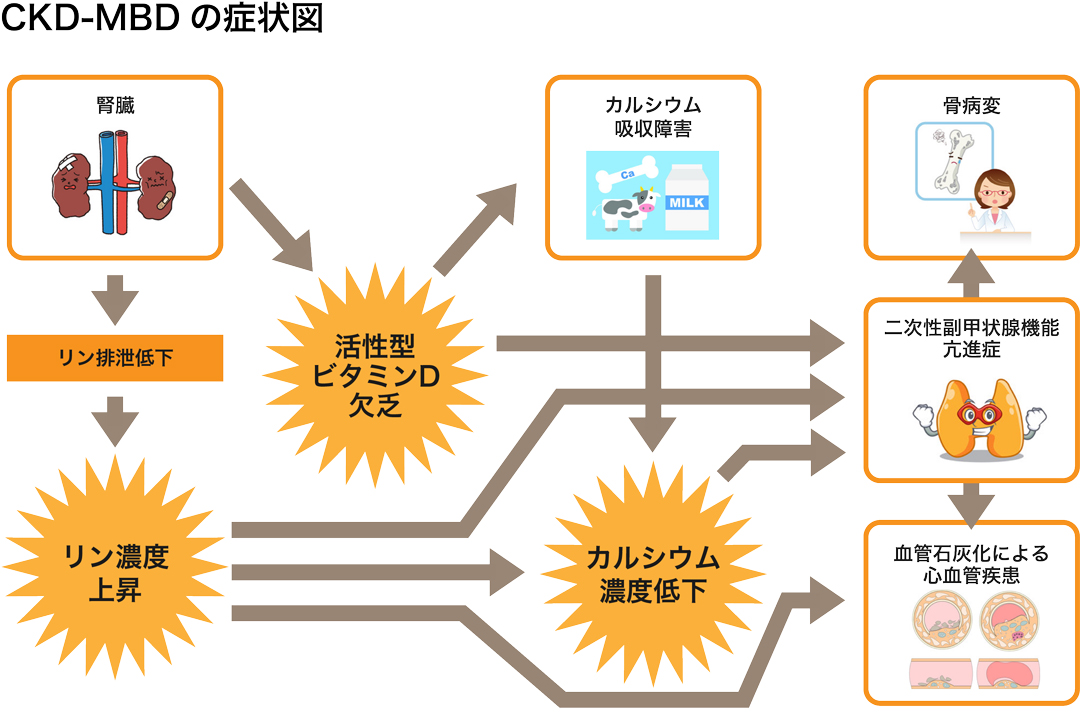 CKD-MBD の症状図
腎臓
カルシウム
吸収障害
Ca
MILK
骨病変
リン排泄低下
活性型
ビタミンD
欠乏
二次性副甲状腺機能
亢進症
リン濃度
上昇
カルシウム
濃度低下
血管石灰化による
心血管疾患